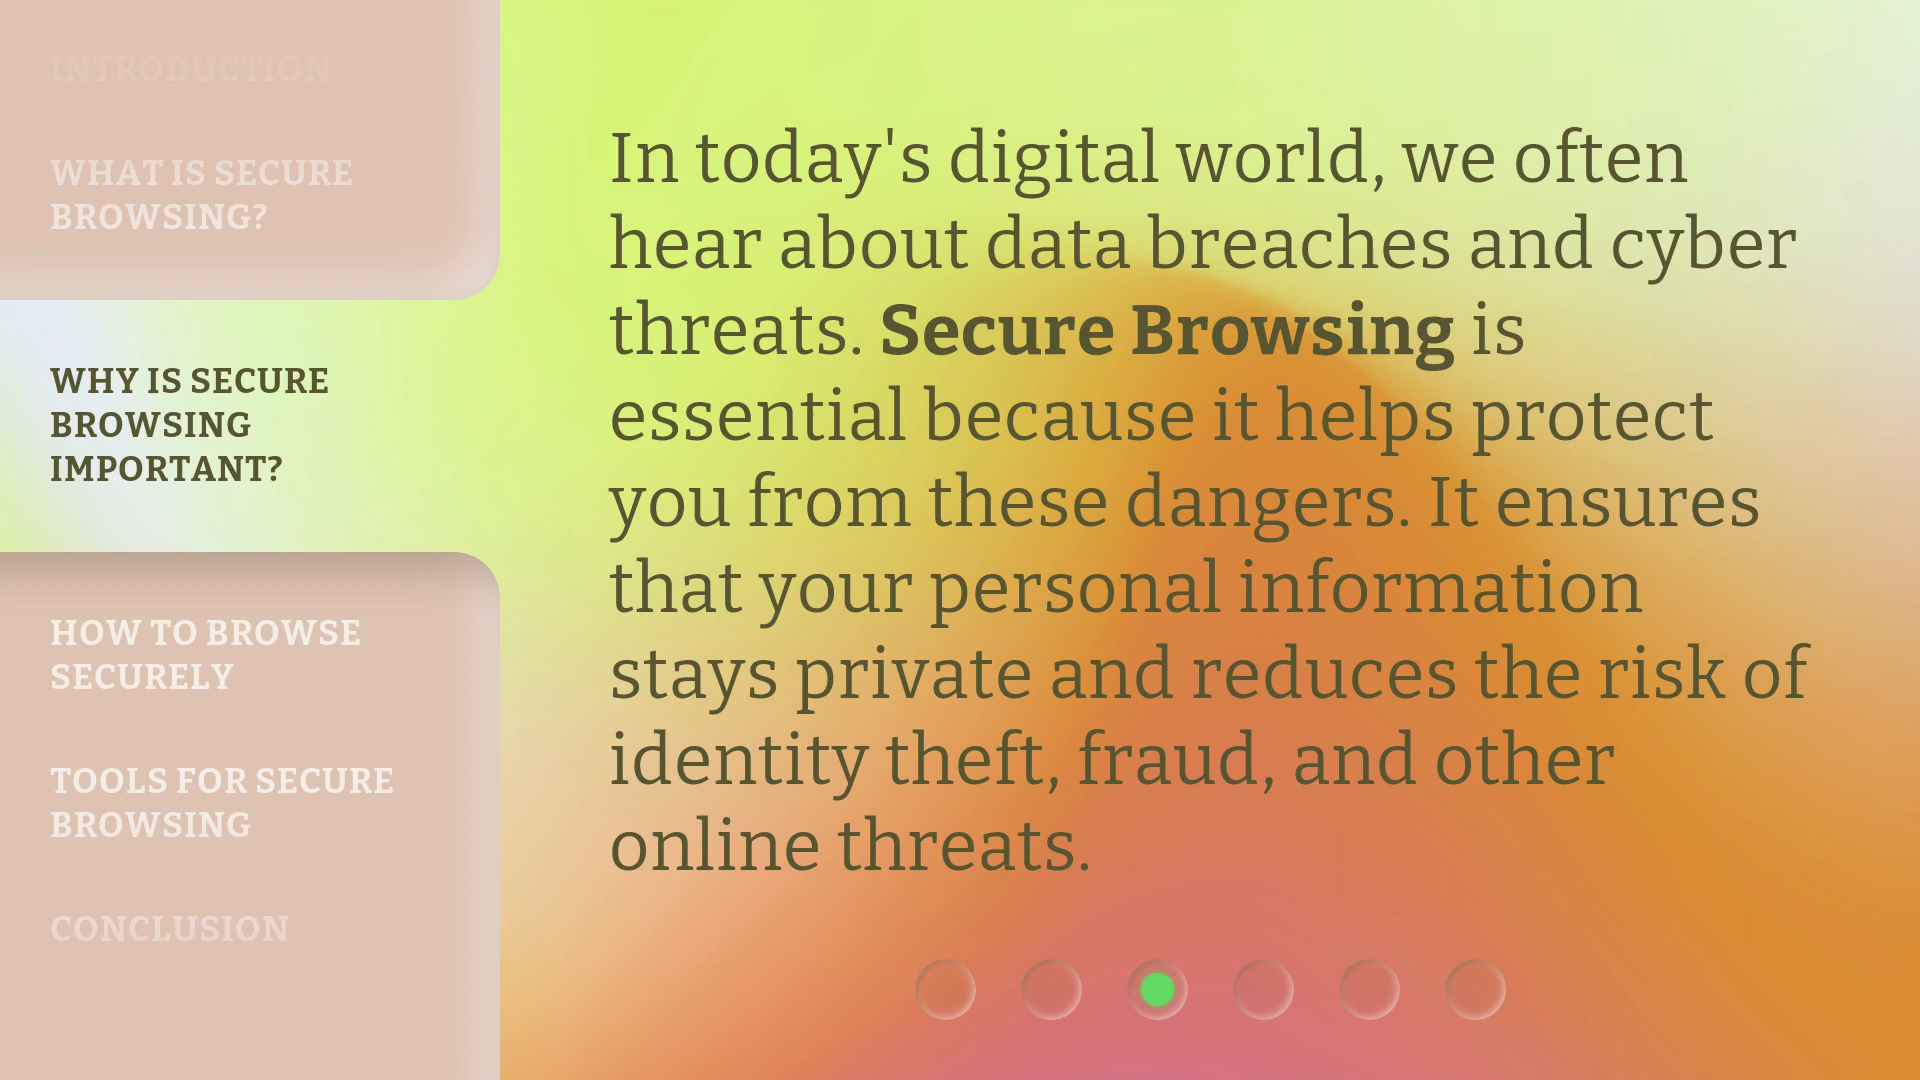 INTRODUCTION
WHAT IS SECURE
BROWSING?
WHY IS SECURE
BROWSING
IMPORTANT?
HOW TO BROWSE
SECURELY
TOOLS FOR SECURE
BROWSING
CONCLUSION
In today's digital world, we often
hear about data breaches and cyber
threats. Secure Browsing is
essential because it helps protect
you from these dangers. It ensures
that your personal information
stays private and reduces the risk of
identity theft, fraud, and other
online threats.